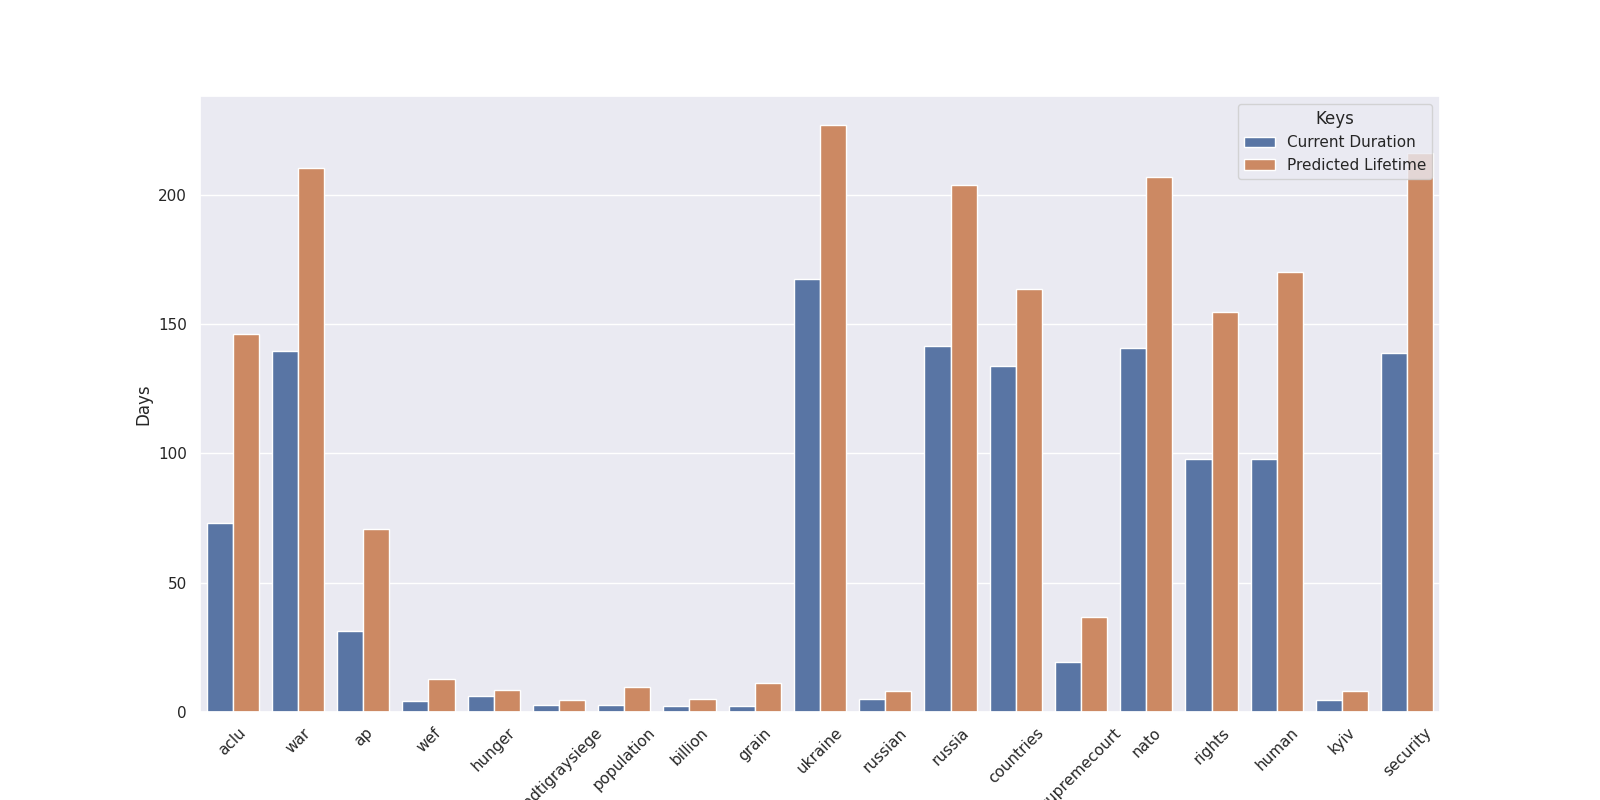 Keys
Current Duration
Predicted Lifetime
Days
200
150
100
50
0
aclu
war
ap
wef
hunger
population
billion
grain
ukraine
russian
russia
countries
nato
rights
human
kyiv
security